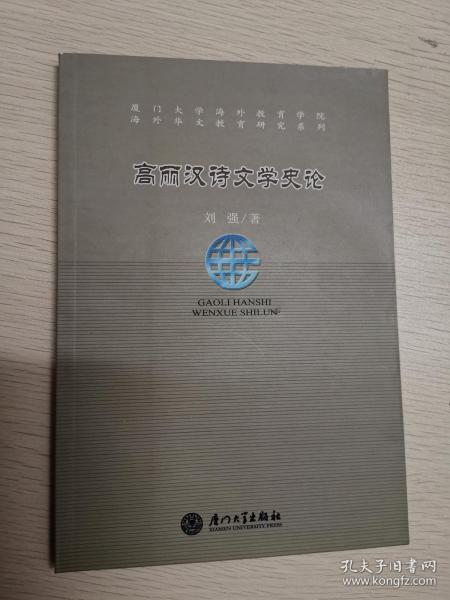 厦门大学海外教育学院
海外华文教育研究系列
高丽汉诗文学史论
刘 强/著
GAOLI HANSHI
WENXUE SHILUN
厦门大学出版社
XIAMEN UNIVERSITY PRESS
孔夫子旧书网
www.kongfz.com